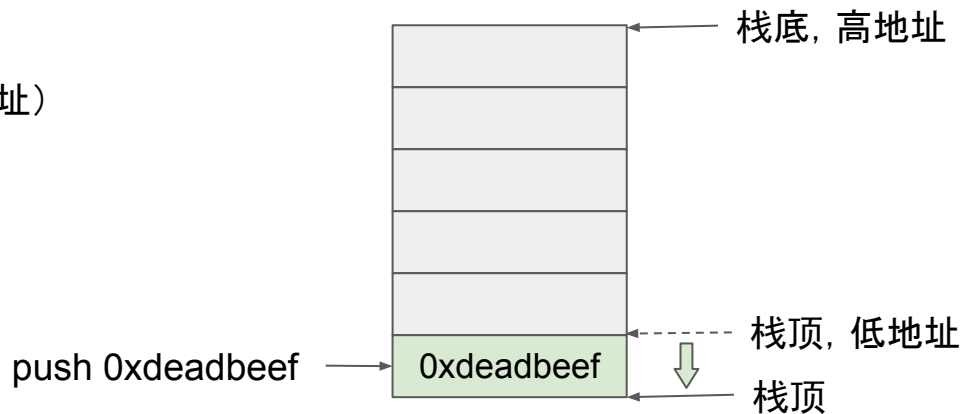 栈底，高地址
址）
栈顶，低地址
push 0xdeadbeef
0xdeadbeef
栈顶